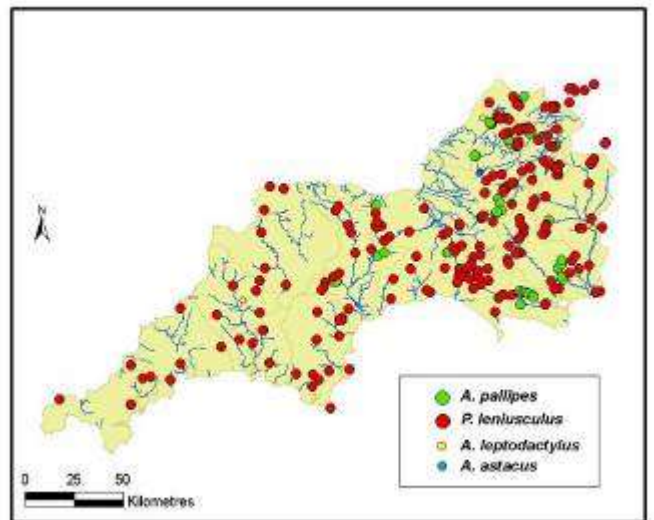 N
A. pallipes
P. leniusculus
A. leptodactylus
A. astacus
0 25 50
Kilometres